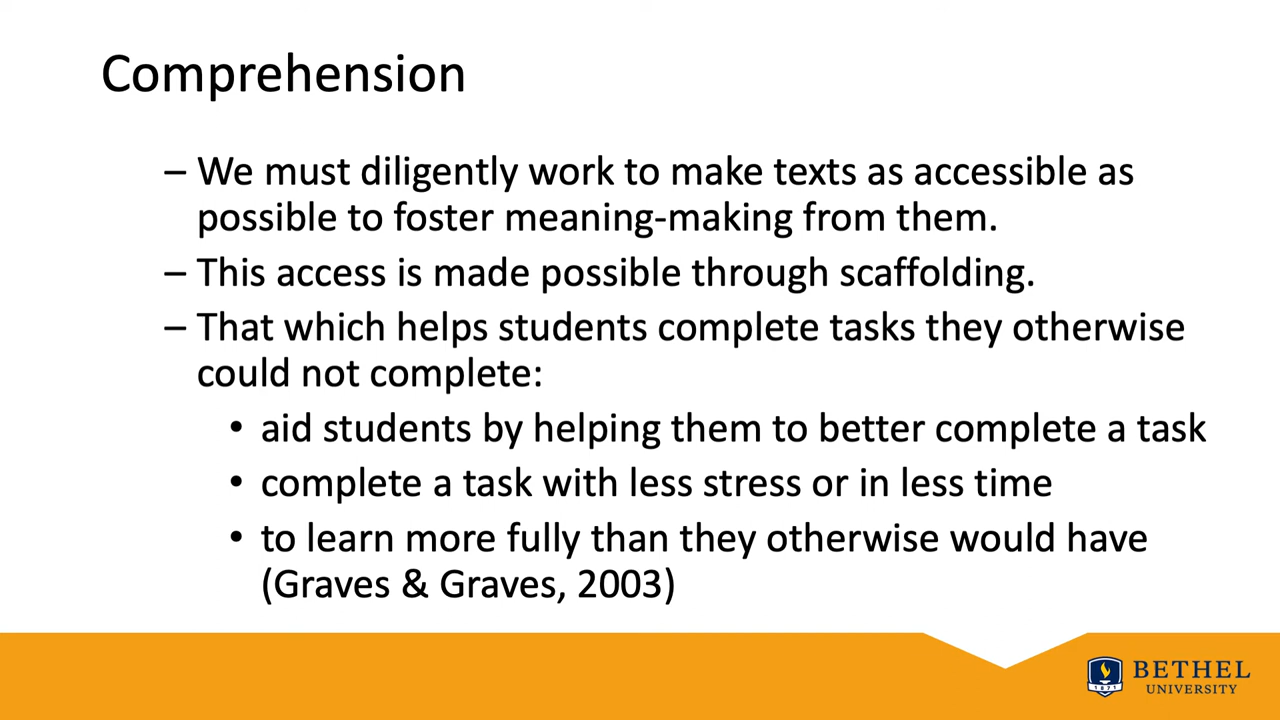 Comprehension
– We must diligently work to make texts as accessible as
possible to foster meaning-making from them.
– This access is made possible through scaffolding.
– That which helps students complete tasks they otherwise
could not complete:
• aid students by helping them to better complete a task
• complete a task with less stress or in less time
• to learn more fully than they otherwise would have
(Graves & Graves, 2003)
1871
BETHEL
UNIVERSITY